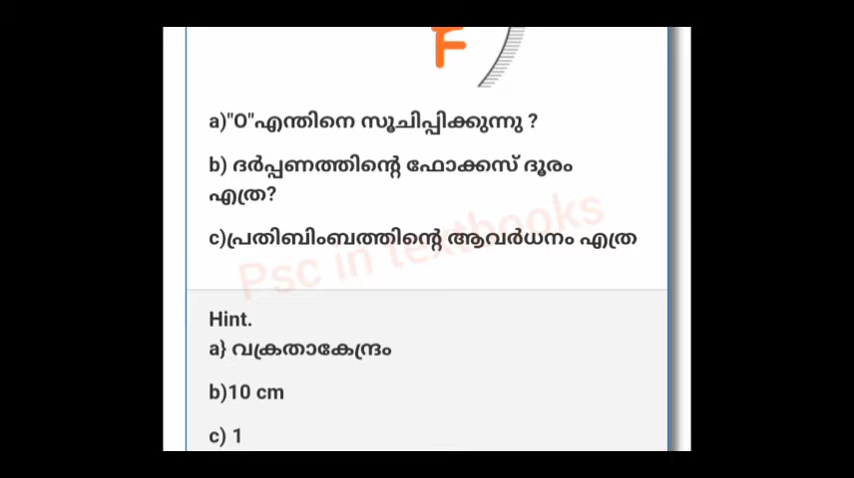 F
a)"O"എന്തിനെ സൂചിപ്പിക്കുന്നു ?
b) ദർപ്പണത്തിന്റെ ഫോക്കസ് ദൂരം
എത്ര?
c)പ്രതിബിംബത്തിന്റെ ആവർധനം എത്ര
Psc in textbooks
Hint.
a} വക്രതാകേന്ദ്രം
b)10 cm
c) 1